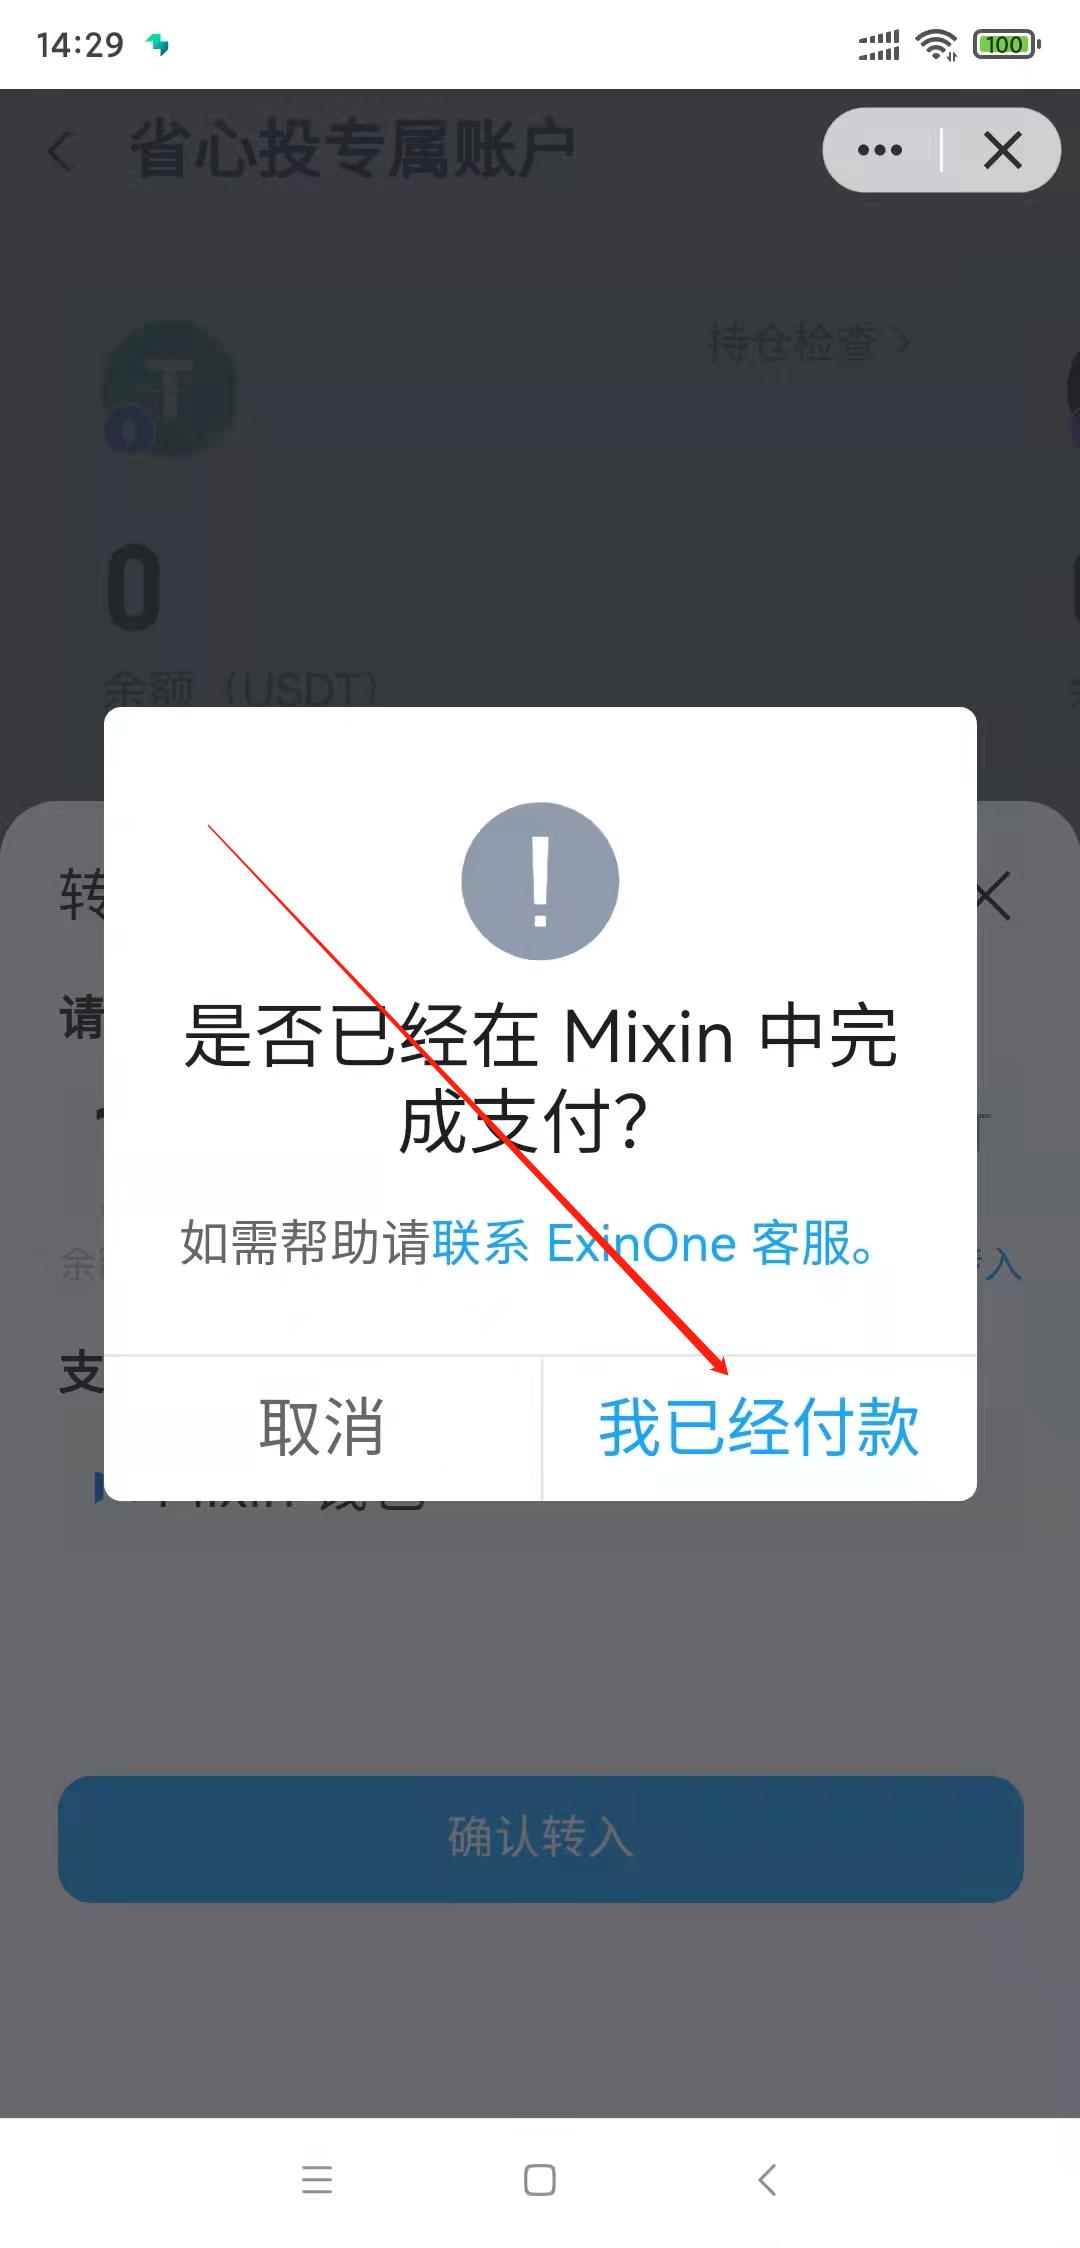 14:29
100
省心投专属账户
持仓检查
0
余额 (USDT)
转
是否已经在 Mixin 中完
请
成支付?
如需帮助请联系 ExinOne 客服。
余
转入
支
取消
我已经付款
Mixin 钱包
确认转入